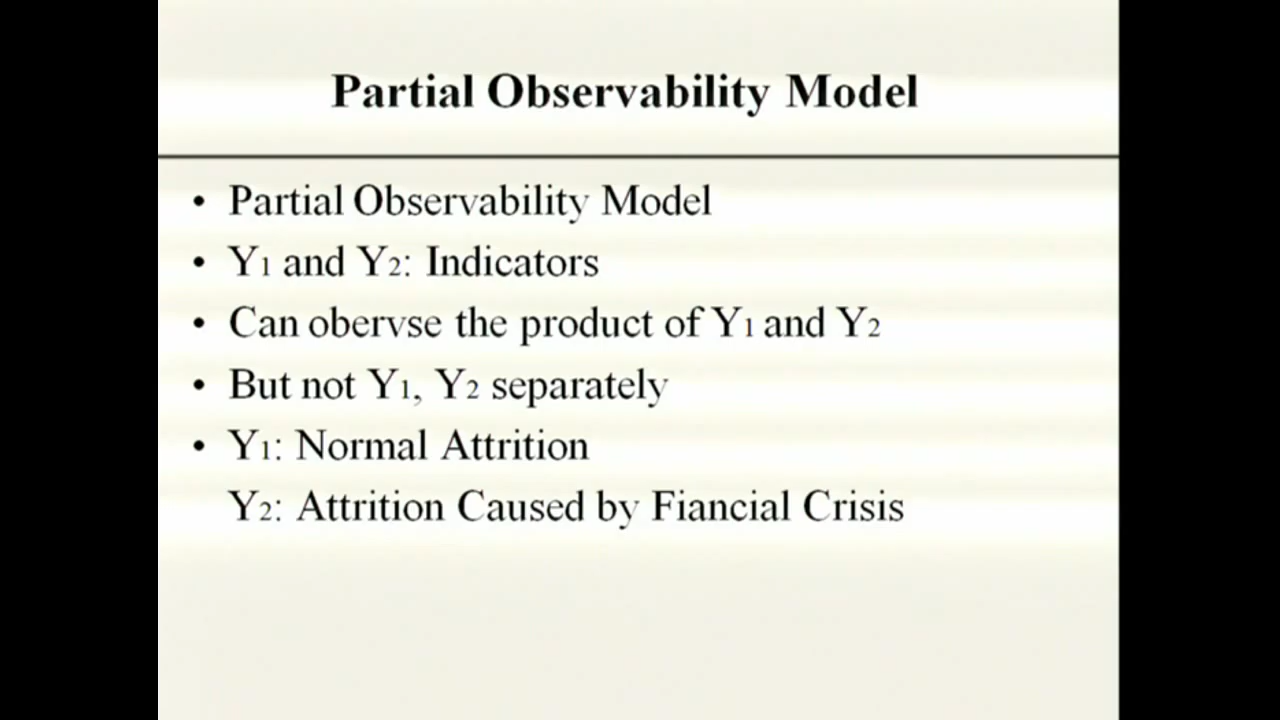 Partial Observability Model
• Partial Observability Model
• Y1 and Y2: Indicators
• Can obervse the product of Y1 and Y2
• But not Y1, Y2 separately
• Y1: Normal Attrition
Y2: Attrition Caused by Fiancial Crisis